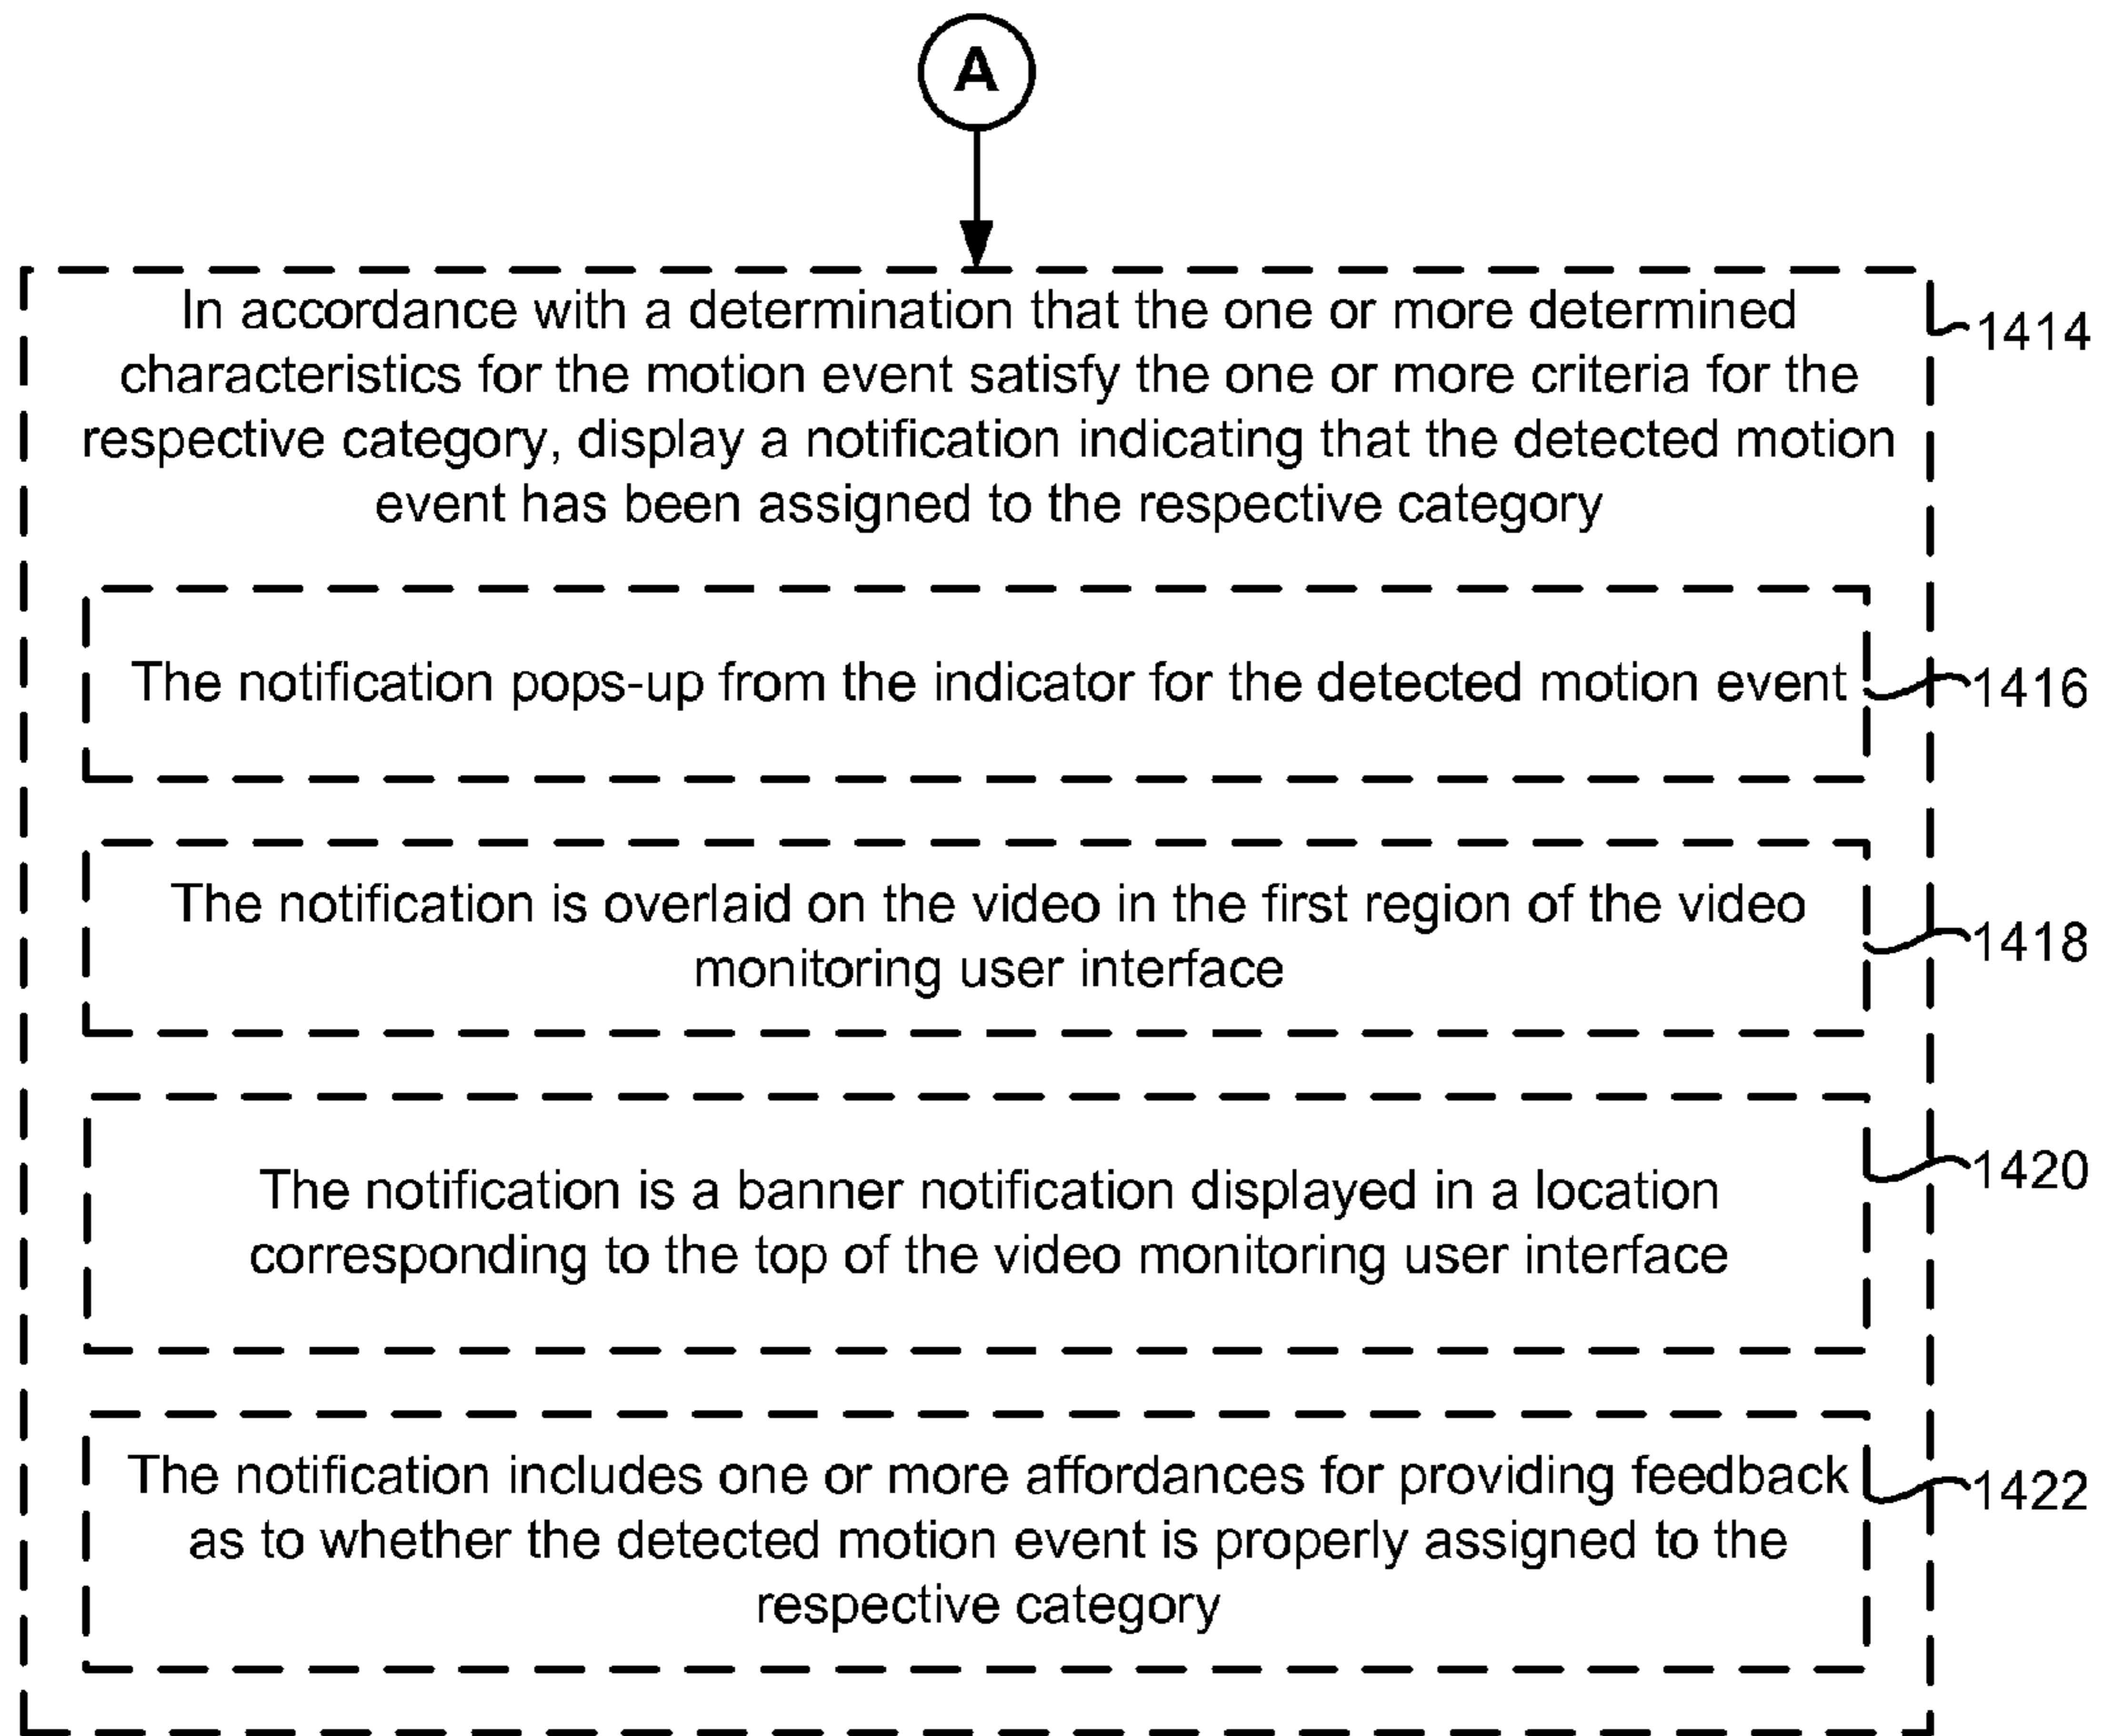 A
In accordance with a determination that the one or more determined
characteristics for the motion event satisfy the one or more criteria for the
respective category, display a notification indicating that the detected motion
event has been assigned to the respective category
1414
The notification pops-up from the indicator for the detected motion event
1416
The notification is overlaid on the video in the first region of the video
monitoring user interface
1418
The notification is a banner notification displayed in a location
corresponding to the top of the video monitoring user interface
1420
The notification includes one or more affordances for providing feedback
as to whether the detected motion event is properly assigned to the
respective category
1422